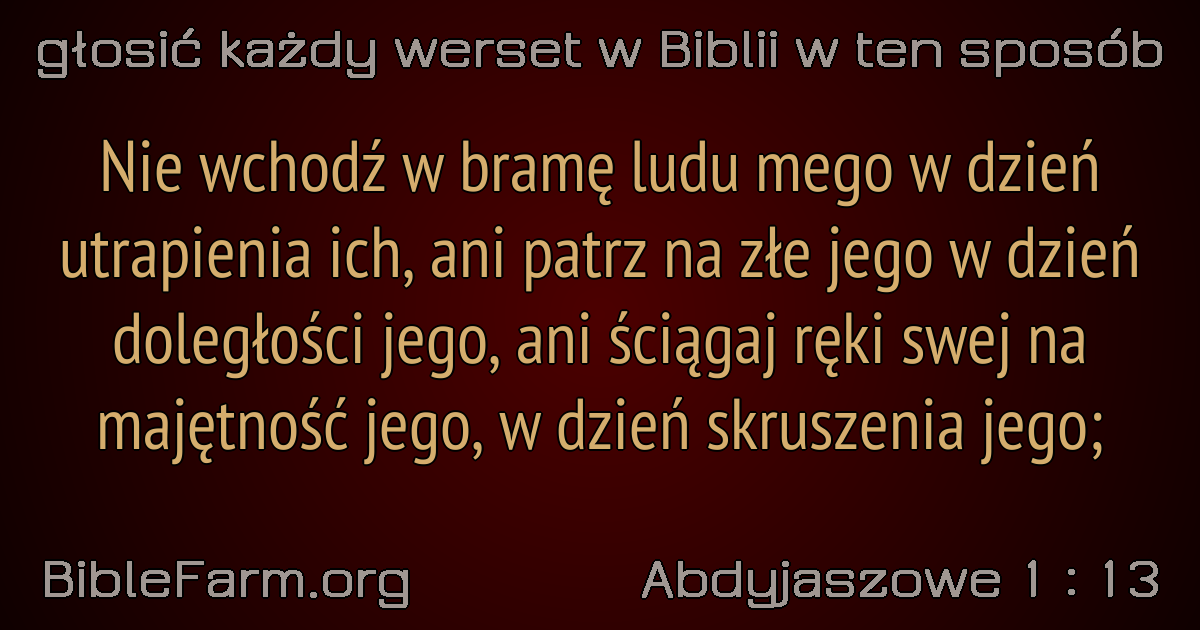 głosić każdy werset w Biblii w ten sposób
Nie wchodź w bramę ludu mego w dzień
utrapienia ich, ani patrz na złe jego w dzień
doległości jego, ani ściągaj ręki swej na
majętność jego, w dzień skruszenia jego;
BibleFarm.org
Abdyjaszowe 1 : 13